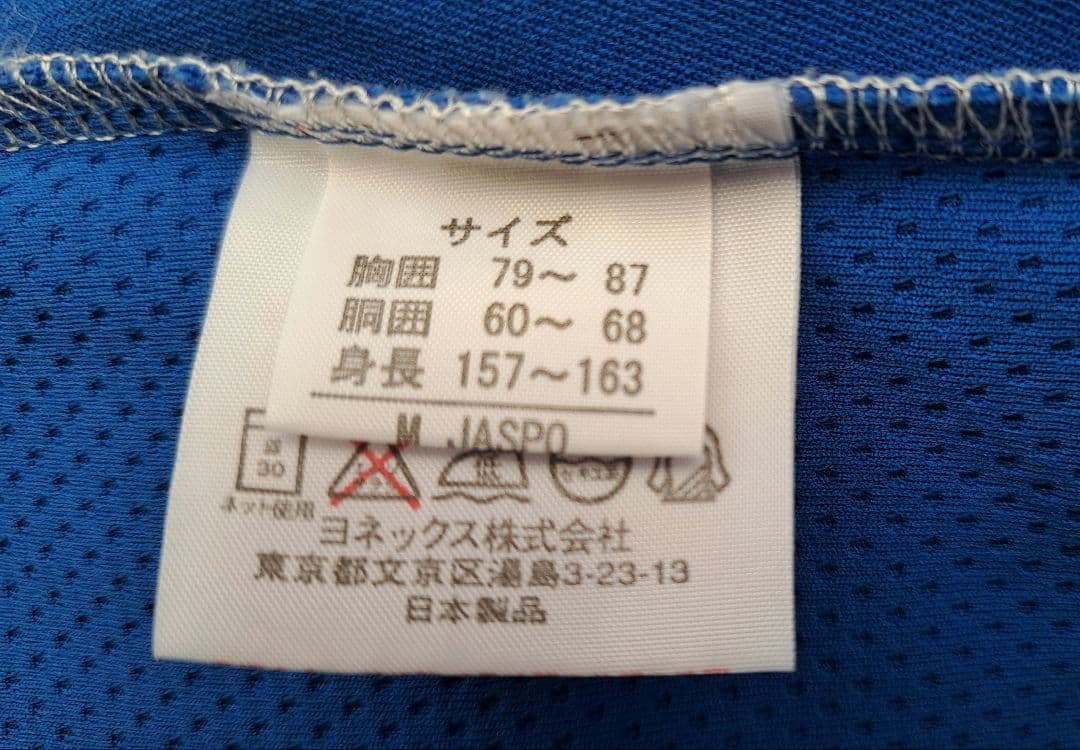 サイズ
胸囲 79～ 87
胴囲 60～ 68
身長 157～163
M JASPO
30
低
ネット使用
ヨネックス株式会社
東京都文京区湯島3-23-13
日本製品